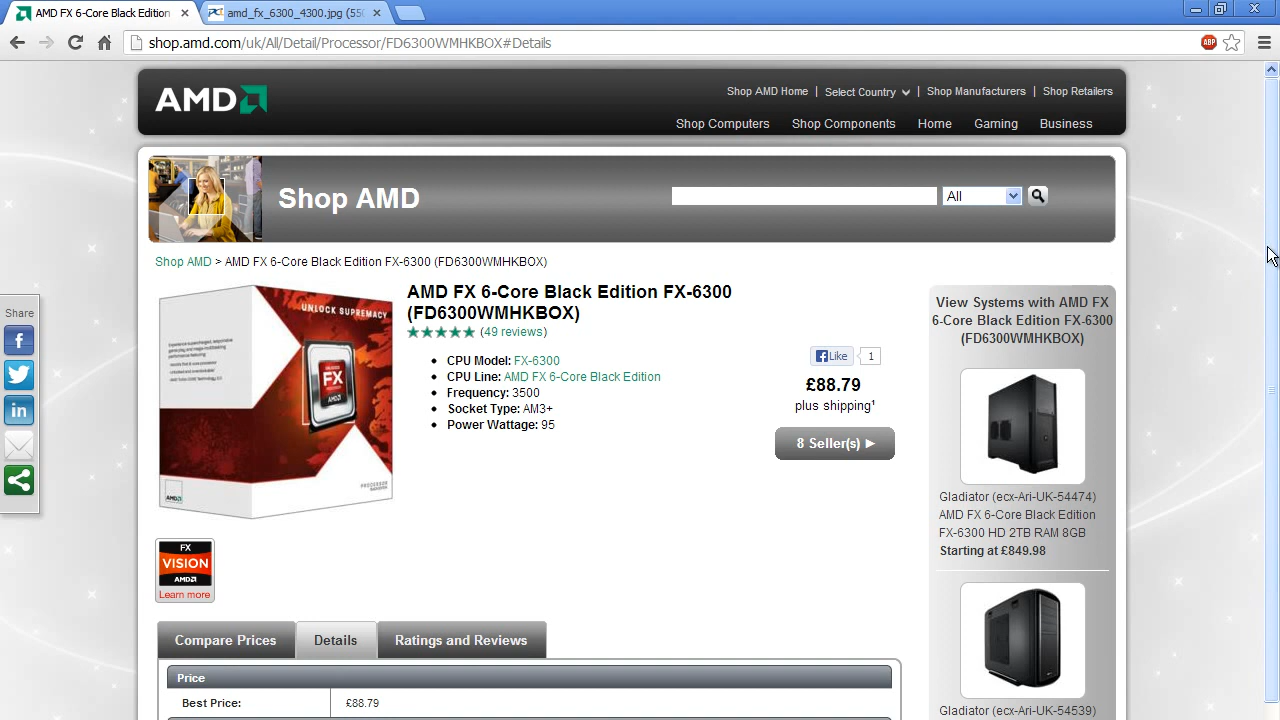 AMD FX 6-Core Black Edition
amd_fx_6300_4300.jpg (550
shop.amd.com/uk/All/Detail/Processor/FD6300WMHKBOX#Details
ABP
AMD
Shop AMD Home | Select Country | Shop Manufacturers | Shop Retailers
Shop Computers Shop Components Home Gaming Business
Shop AMD
All
Shop AMD > AMD FX 6-Core Black Edition FX-6300 (FD6300WMHKBOX)
UNLOCK SUPREMACY
FX
AMD
AMD FX 6-Core Black Edition FX-6300
(FD6300WMHKBOX)
(49 reviews)
CPU Model: FX-6300
CPU Line: AMD FX 6-Core Black Edition
Frequency: 3500
Socket Type: AM3+
Power Wattage: 95
Like 1
£88.79
plus shipping¹
8 Seller(s) ►
View Systems with AMD FX
6-Core Black Edition FX-6300
(FD6300WMHKBOX)
Gladiator (ecx-Ari-UK-54474)
AMD FX 6-Core Black Edition
FX-6300 HD 2TB RAM 8GB
Starting at £849.98
Gladiator (ecx-Ari-UK-54539)
Share
FX
VISION
AMD
Learn more
Compare Prices
Details
Ratings and Reviews
Price
Best Price: £88.79